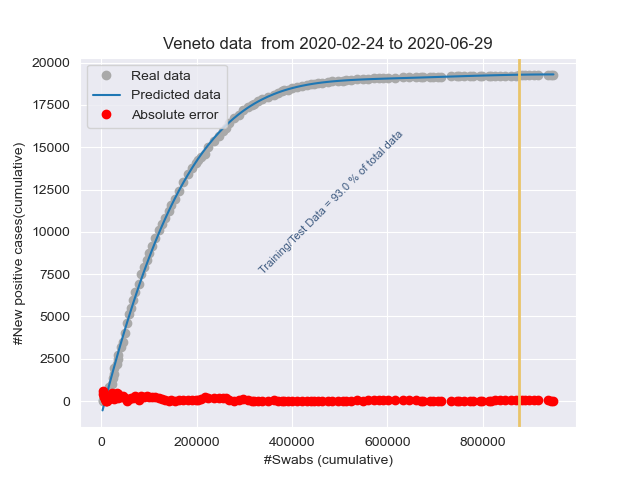 Veneto data  from 2020-02-24 to 2020-06-29
20000
17500
15000
12500
10000
7500
5000
2500
0
#New positive cases(cumulative)
Real data
Predicted data
Absolute error
Training/Test Data = 93.0 % of total data
0
200000
400000
600000
800000
#Swabs (cumulative)